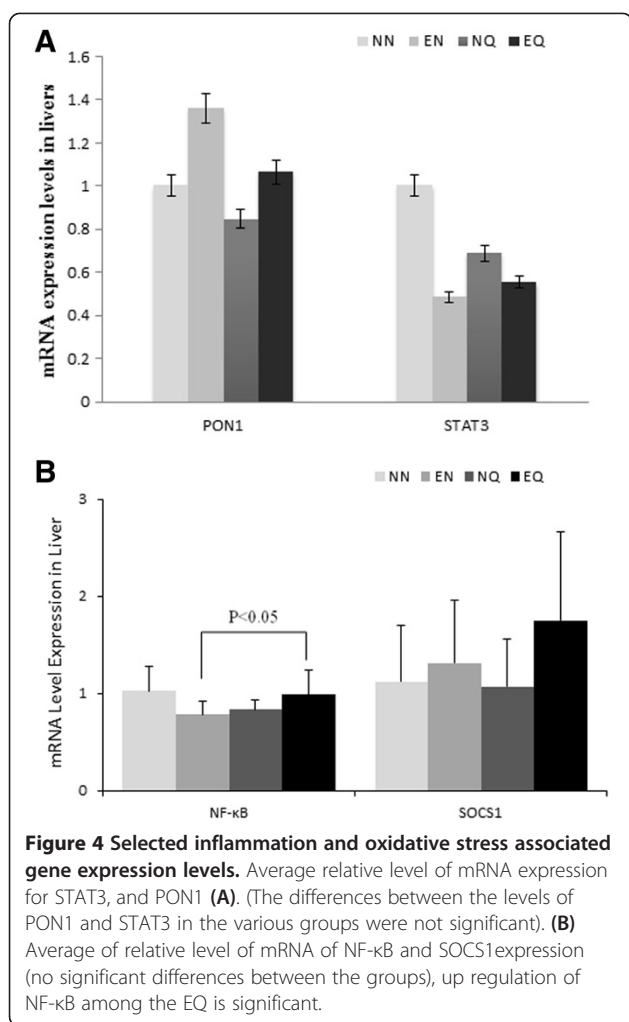 A
NN EN NQ EQ
mRNA expression levels in livers
1.6
1.4
1.2
1
0.8
0.6
0.4
0.2
0
PON1 STAT3
B
NN EN NQ EQ
mRNA Level Expression in Liver
3
2
1
0
P<0.05
NF-κB SOCS1
Figure 4 Selected inflammation and oxidative stress associated
gene expression levels. Average relative level of mRNA expression
for STAT3, and PON1 (A). (The differences between the levels of
PON1 and STAT3 in the various groups were not significant). (B)
Average of relative level of mRNA of NF-κB and SOCS1expression
(no significant differences between the groups), up regulation of
NF-κB among the EQ is significant.